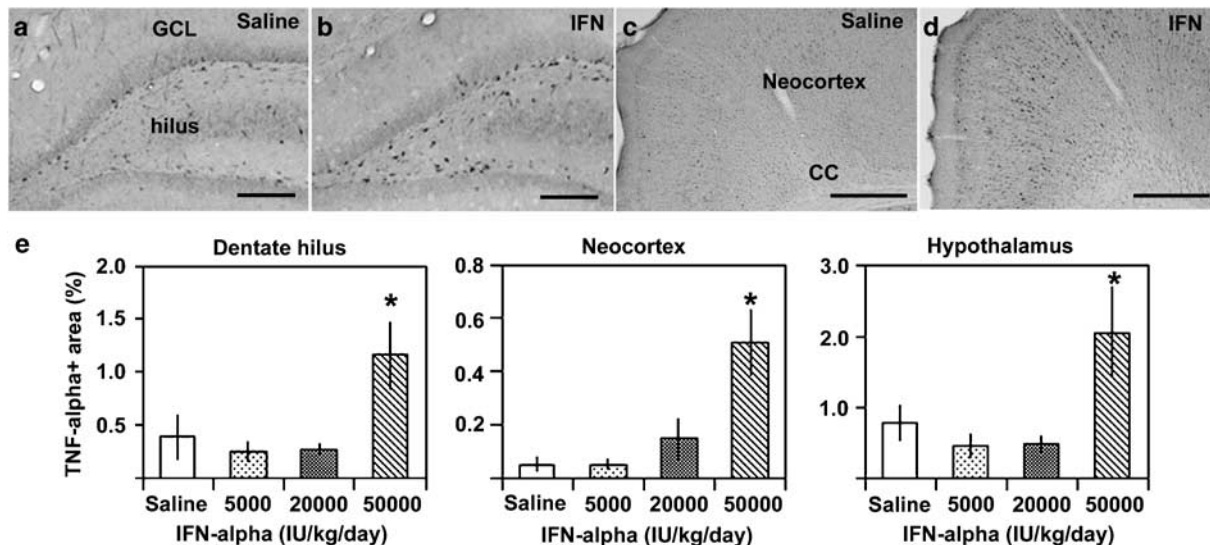 a GCL Saline
hilus
b IFN
c Saline
Neocortex
CC
d IFN
e
Dentate hilus
TNF-alpha+ area (%)
2.0
1.5
1.0
0.5
*
Saline 5000 20000 50000
IFN-alpha (IU/kg/day)
Neocortex
0.8
0.6
0.4
0.2
*
Saline 5000 20000 50000
IFN-alpha (IU/kg/day)
Hypothalamus
3.0
2.0
1.0
*
Saline 5000 20000 50000
IFN-alpha (IU/kg/day)